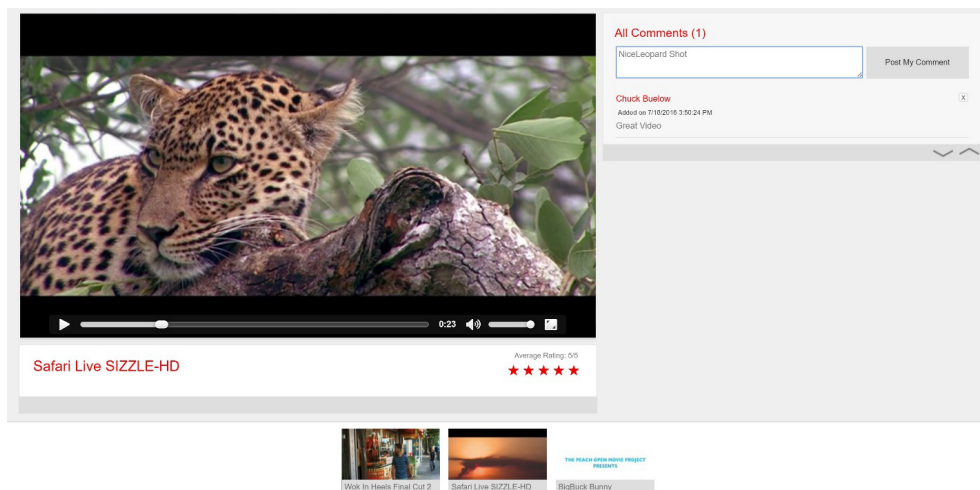 All Comments (1)
NiceLeopard Shot
Post My Comment
Chuck Buelow
X
Added on 7/18/2016 3:50:24 PM
Great Video
0:23
Safari Live SIZZLE-HD
Average Rating: 5/5
THE PEACH OPEN MOVIE PROJECT
PRESENTS
Wok In Heels Final Cut 2
Safari Live SIZZLE-HD
BigBuck Bunny